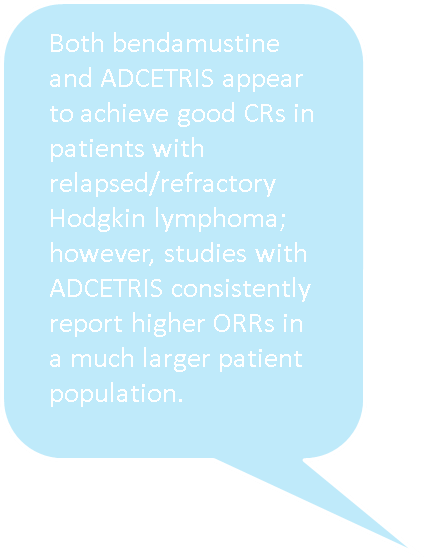 Both bendamustine
and ADCETRIS appear
to achieve good CRs in
patients with
relapsed/refractory
Hodgkin lymphoma;
however, studies with
ADCETRIS consistently
report higher ORRs in
a much larger patient
population.